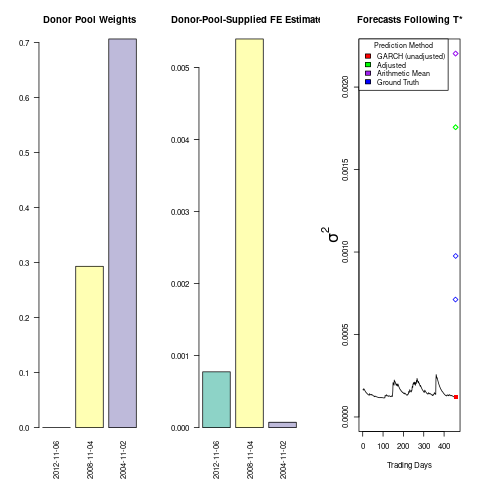 Donor Pool Weights
0.7
0.6
0.5
0.4
0.3
0.2
0.1
0.0
2012-11-06
2008-11-04
2004-11-02
Donor-Pool-Supplied FE Estimate
0.005
0.004
0.003
0.002
0.001
0.000
2012-11-06
2008-11-04
2004-11-02
Forecasts Following T*
Prediction Method
GARCH (unadjusted)
Adjusted
Arithmetic Mean
Ground Truth
σ²
0.0020
0.0015
0.0010
0.0005
0.0000
0 100 200 300 400
Trading Days